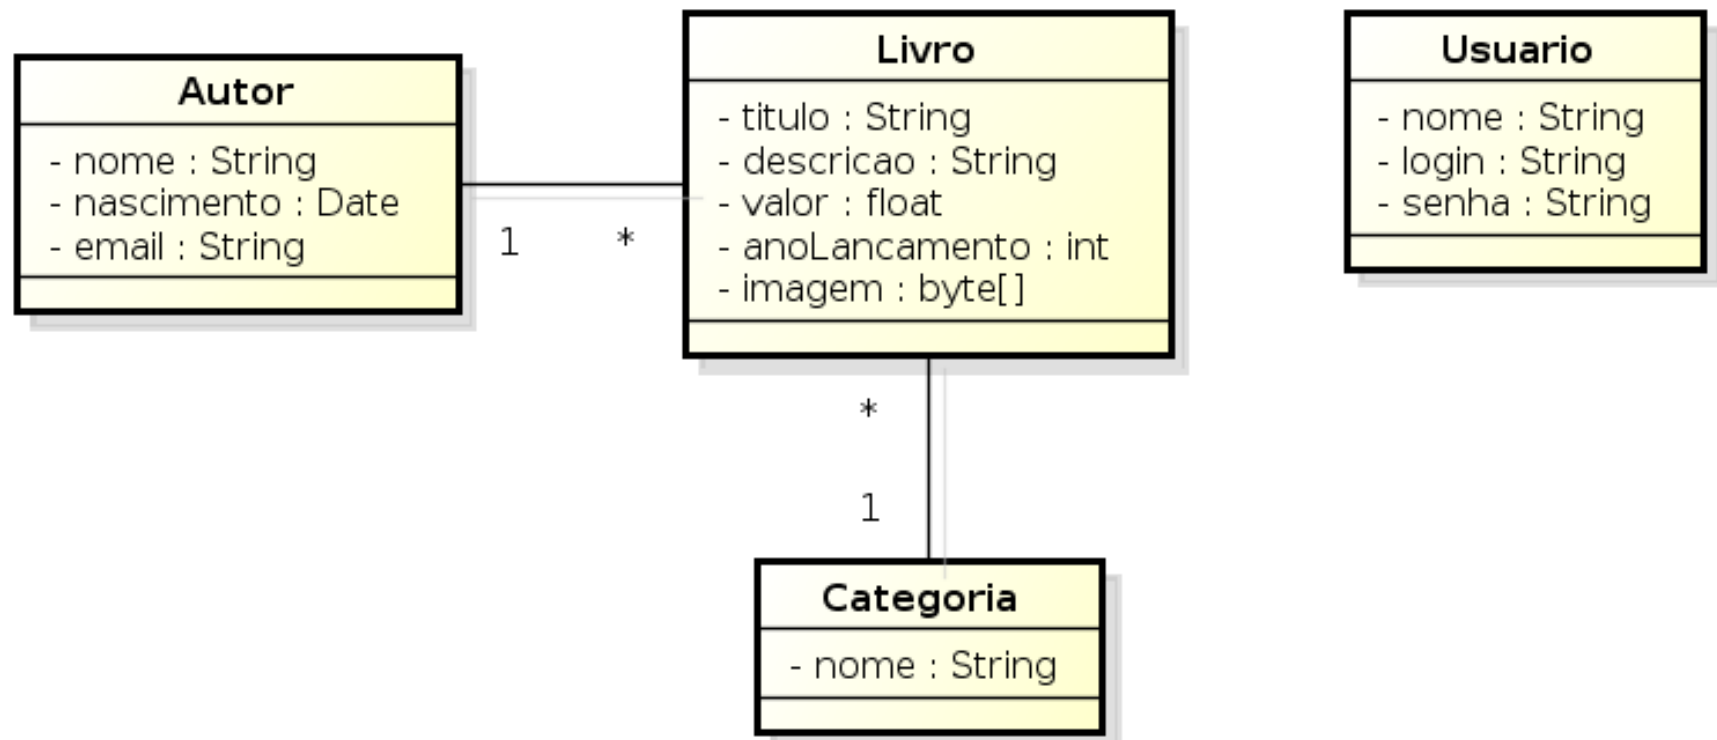 Autor
- nome : String
- nascimento : Date
- email : String
1
*
Livro
- titulo : String
- descricao : String
- valor : float
- anoLancamento : int
- imagem : byte[]
*
1
Categoria
- nome : String
Usuario
- nome : String
- login : String
- senha : String